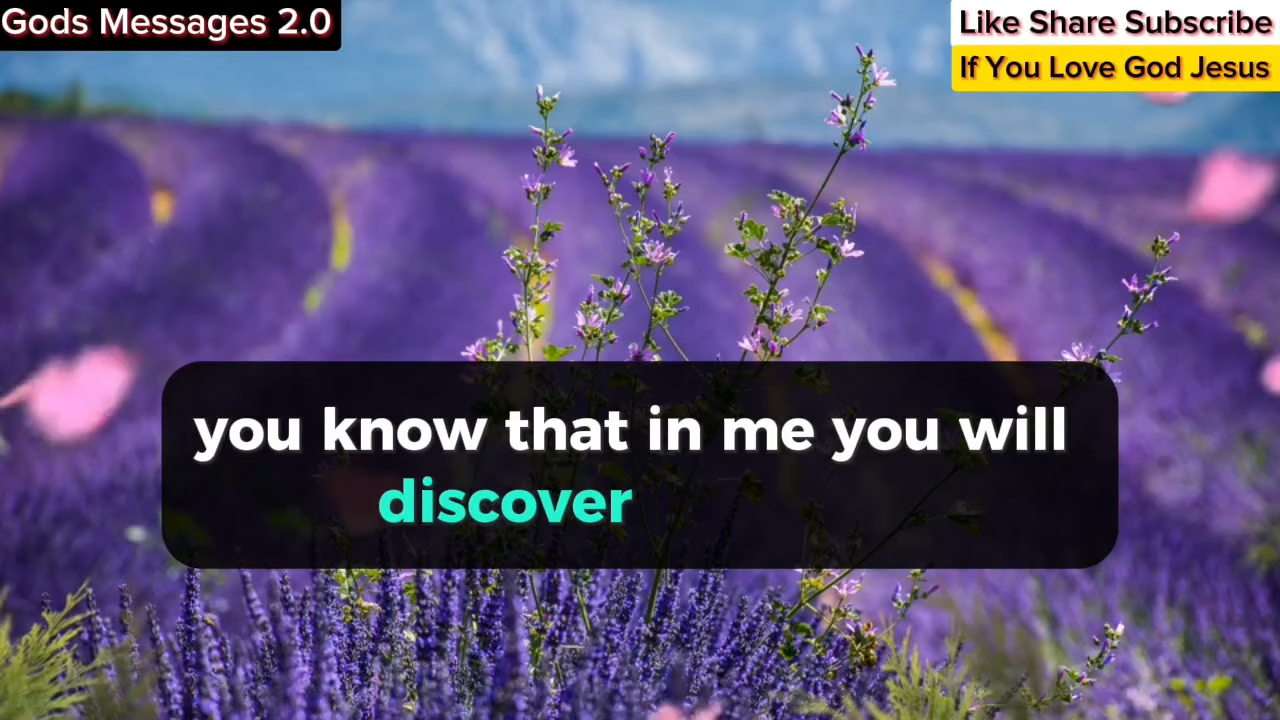 Gods Messages 2.0
Like Share Subscribe
If You Love God Jesus
you know that in me you will
discover